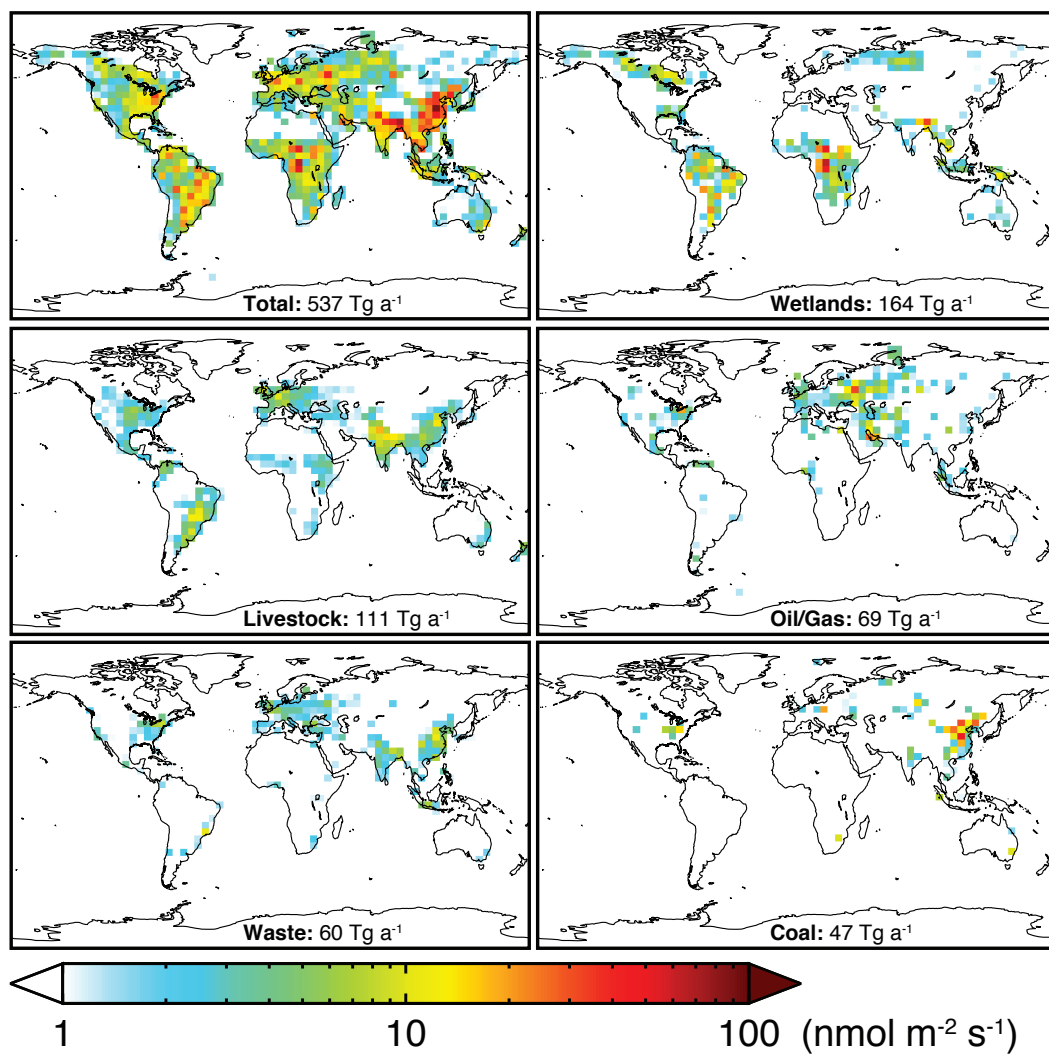 Total: 537 Tg a⁻¹
Wetlands: 164 Tg a⁻¹
Livestock: 111 Tg a⁻¹
Oil/Gas: 69 Tg a⁻¹
Waste: 60 Tg a⁻¹
Coal: 47 Tg a⁻¹
1 10 100 (nmol m⁻² s⁻¹)